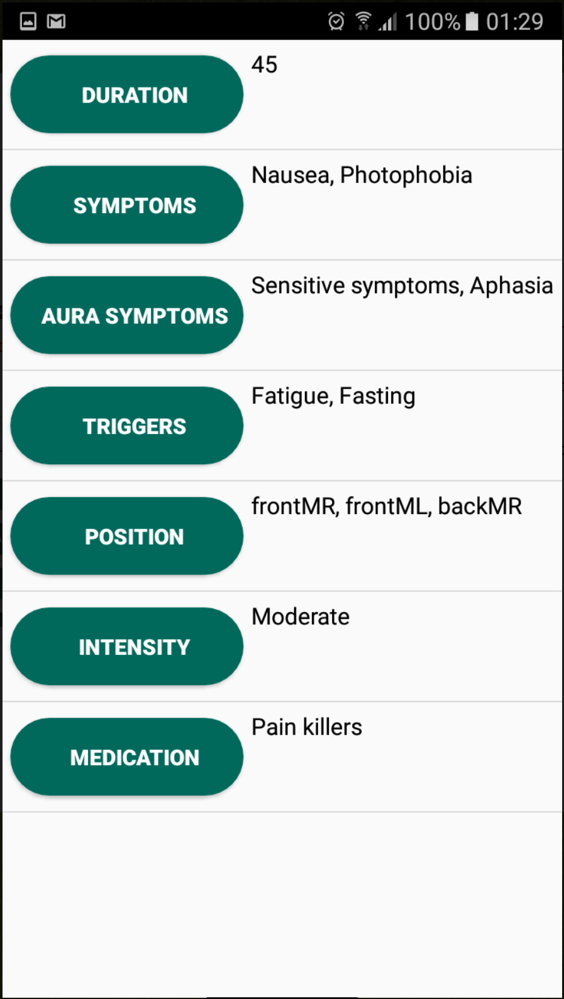 100% 01:29
DURATION 45
SYMPTOMS Nausea, Photophobia
AURA SYMPTOMS Sensitive symptoms, Aphasia
TRIGGERS Fatigue, Fasting
POSITION frontMR, frontML, backMR
INTENSITY Moderate
MEDICATION Pain killers